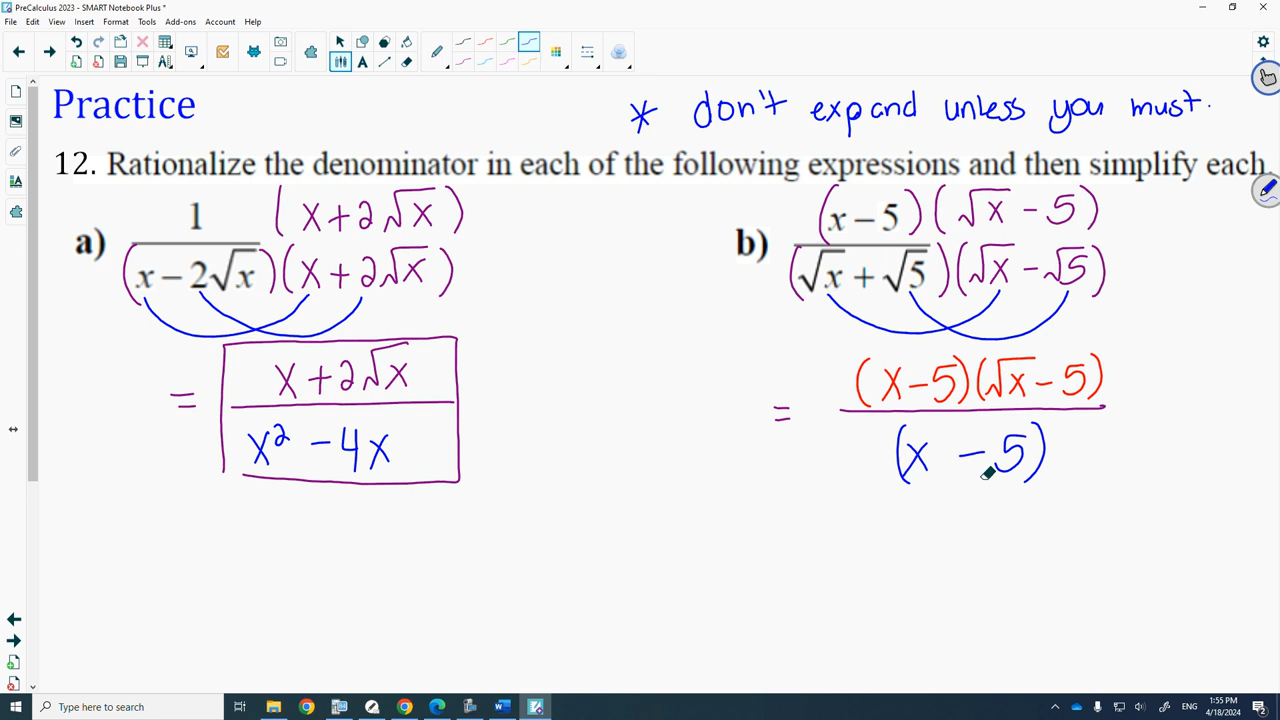 PreCalculus 2023 - SMART Notebook Plus *
File Edit View Insert Format Tools Add-ons Account Help
Practice
* don't expand unless you must.
12. Rationalize the denominator in each of the following expressions and then simplify each.
a) 1 (x+2√x) / (x − 2√x)(x+2√x)
= x+2√x / x² − 4x
b) (x − 5)(√x − 5) / (√x + √5)(√x − √5)
= (x−5)(√x − 5) / (x − 5)
Type here to search
ENG
1:55 PM
4/18/2024